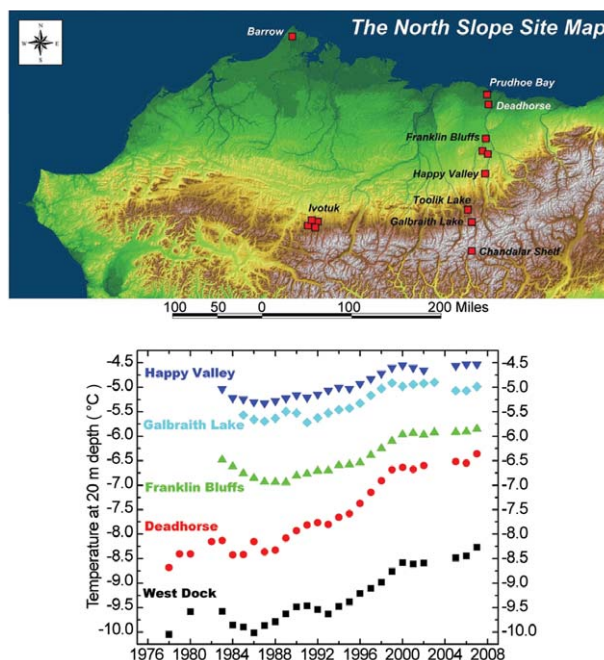 N
W E
S
The North Slope Site Map
Barrow
Prudhoe Bay
Deadhorse
Franklin Bluffs
Happy Valley
Toolik Lake
Ivotuk
Galbraith Lake
Chandalar Shelf
100 50 0 100 200 Miles
Temperature at 20 m depth ( °C)
-4.5 -4.5
Happy Valley
-5.0 -5.0
-5.5 -5.5
Galbraith Lake
-6.0 -6.0
-6.5 -6.5
Franklin Bluffs
-7.0 -7.0
-7.5 -7.5
Deadhorse
-8.0 -8.0
-8.5 -8.5
-9.0 -9.0
West Dock
-9.5 -9.5
-10.0 -10.0
1976 1980 1984 1988 1992 1996 2000 2004 2008